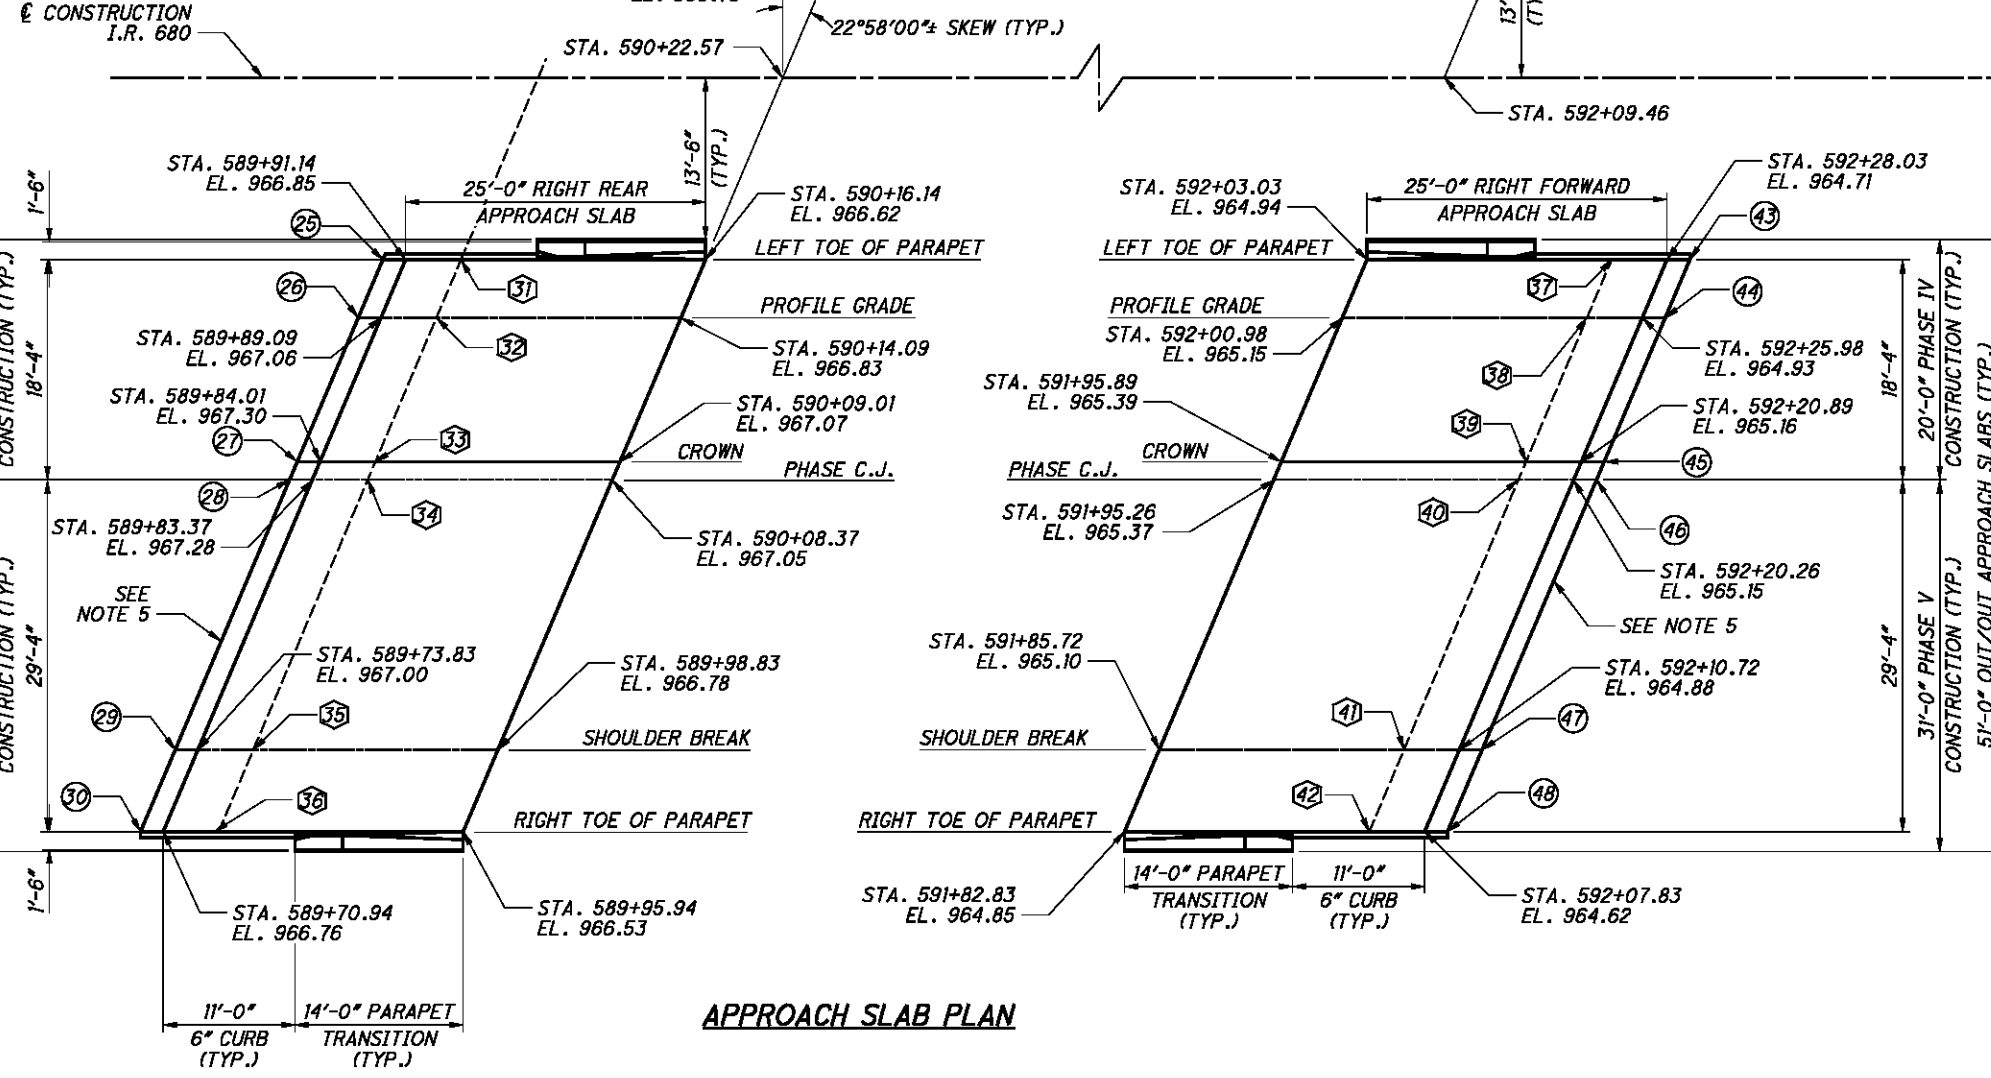 ℄ CONSTRUCTION
I.R. 680
22°58'00"± SKEW (TYP.)
STA. 590+22.57
13'-6"
(TYP.)
STA. 592+09.46
STA. 589+91.14
EL. 966.85
1'-6"
25'-0" RIGHT REAR
APPROACH SLAB
STA. 590+16.14
EL. 966.62
STA. 592+03.03
EL. 964.94
25'-0" RIGHT FORWARD
APPROACH SLAB
STA. 592+28.03
EL. 964.71
25
43
LEFT TOE OF PARAPET
LEFT TOE OF PARAPET
26
31
37
44
PROFILE GRADE
PROFILE GRADE
STA. 589+89.09
EL. 967.06
32
STA. 590+14.09
EL. 966.83
STA. 592+00.98
EL. 965.15
38
STA. 592+25.98
EL. 964.93
CONSTRUCTION (TYP.)
18'-4"
18'-4"
20'-0" PHASE IV
CONSTRUCTION (TYP.)
STA. 589+84.01
EL. 967.30
STA. 590+09.01
EL. 967.07
STA. 591+95.89
EL. 965.39
STA. 592+20.89
EL. 965.16
27
33
39
45
CROWN
CROWN
PHASE C.J.
PHASE C.J.
28
34
40
46
STA. 589+83.37
EL. 967.28
STA. 590+08.37
EL. 967.05
STA. 591+95.26
EL. 965.37
STA. 592+20.26
EL. 965.15
SEE
NOTE 5
SEE NOTE 5
CONSTRUCTION (TYP.)
29'-4"
29'-4"
31'-0" PHASE V
CONSTRUCTION (TYP.)
51'-0" OUT/OUT APPROACH SLABS (TYP.)
STA. 589+73.83
EL. 967.00
STA. 589+98.83
EL. 966.78
STA. 591+85.72
EL. 965.10
STA. 592+10.72
EL. 964.88
29
35
41
47
SHOULDER BREAK
SHOULDER BREAK
30
36
42
48
RIGHT TOE OF PARAPET
RIGHT TOE OF PARAPET
1'-6"
STA. 589+70.94
EL. 966.76
STA. 589+95.94
EL. 966.53
STA. 591+82.83
EL. 964.85
14'-0" PARAPET
TRANSITION
(TYP.)
11'-0"
6" CURB
(TYP.)
STA. 592+07.83
EL. 964.62
11'-0"
6" CURB
(TYP.)
14'-0" PARAPET
TRANSITION
(TYP.)
APPROACH SLAB PLAN